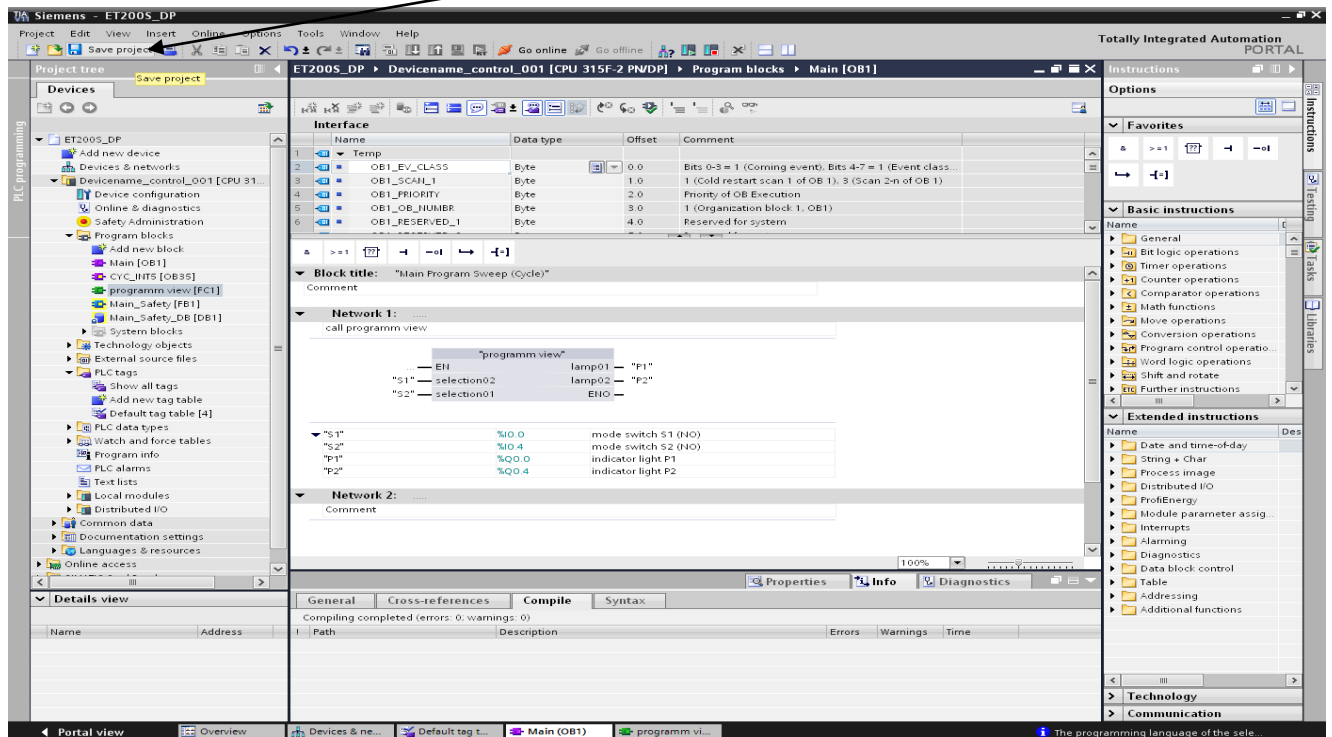 Siemens - ET200S_DP
Project Edit View Insert Online Options Tools Window Help
Totally Integrated Automation
PORTAL
Save project
Go online
Go offline
Project tree
Save project
Devices
PLC programming
ET200S_DP
Add new device
Devices & networks
Devicename_control_001 [CPU 31...
Device configuration
Online & diagnostics
Safety Administration
Program blocks
Add new block
Main [OB1]
CYC_INT5 [OB35]
programm view [FC1]
Main_Safety [FB1]
Main_Safety_DB [DB1]
System blocks
Technology objects
External source files
PLC tags
Show all tags
Add new tag table
Default tag table [4]
PLC data types
Watch and force tables
Program info
PLC alarms
Text lists
Local modules
Distributed I/O
Common data
Documentation settings
Languages & resources
Online access
Details view
Name Address
ET200S_DP Devicename_control_001 [CPU 315F-2 PN/DP] Program blocks Main [OB1]
Interface
Name Data type Offset Comment
1 Temp
2 OB1_EV_CLASS Byte 0.0 Bits 0-3 = 1 (Coming event), Bits 4-7 = 1 (Event class...
3 OB1_SCAN_1 Byte 1.0 1 (Cold restart scan 1 of OB 1), 3 (Scan 2-n of OB 1)
4 OB1_PRIORITY Byte 2.0 Priority of OB Execution
5 OB1_OB_NUMBR Byte 3.0 1 (Organization block 1, OB1)
6 OB1_RESERVED_1 Byte 4.0 Reserved for system
& >=1 ??
Block title: "Main Program Sweep (Cycle)"
Comment
Network 1: .....
call programm view
"programm view"
... EN lamp01 "P1"
"S1" selection02 lamp02 "P2"
"S2" selection01 ENO
"S1" %I0.0 mode switch S1 (NO)
"S2" %I0.4 mode switch S2 (NO)
"P1" %Q0.0 indicator light P1
"P2" %Q0.4 indicator light P2
Network 2: .....
Comment
100%
Properties Info Diagnostics
General Cross-references Compile Syntax
Compiling completed (errors: 0; warnings: 0)
! Path Description Errors Warnings Time
Instructions
Options
Favorites
& >=1 ??
Basic instructions
Name
General
Bit logic operations
Timer operations
Counter operations
Comparator operations
Math functions
Move operations
Conversion operations
Program control operatio...
Word logic operations
Shift and rotate
Further instructions
Extended instructions
Name Des
Date and time-of-day
String + Char
Process image
Distributed I/O
ProfiEnergy
Module parameter assig...
Interrupts
Alarming
Diagnostics
Data block control
Table
Addressing
Additional functions
Technology
Communication
Instructions
Testing
Tasks
Libraries
Portal view Overview Devices & ne... Default tag t... Main (OB1) programm vi... The programming language of the sele...